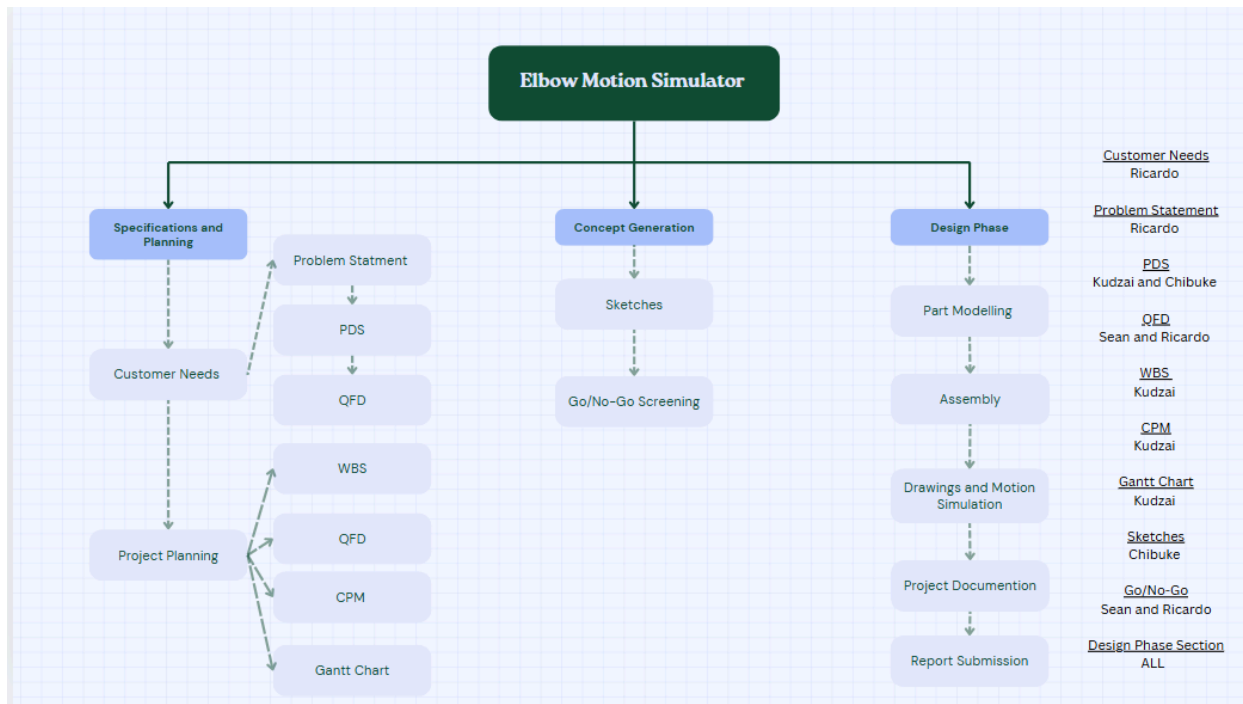 Elbow Motion Simulator
Specifications and
Planning
Customer Needs
Project Planning
Problem Statment
PDS
QFD
WBS
QFD
CPM
Gantt Chart
Concept Generation
Sketches
Go/No-Go Screening
Design Phase
Part Modelling
Assembly
Drawings and Motion
Simulation
Project Documention
Report Submission
Customer Needs
Ricardo
Problem Statement
Ricardo
PDS
Kudzai and Chibuke
QFD
Sean and Ricardo
WBS
Kudzai
CPM
Kudzai
Gantt Chart
Kudzai
Sketches
Chibuke
Go/No-Go
Sean and Ricardo
Design Phase Section
ALL